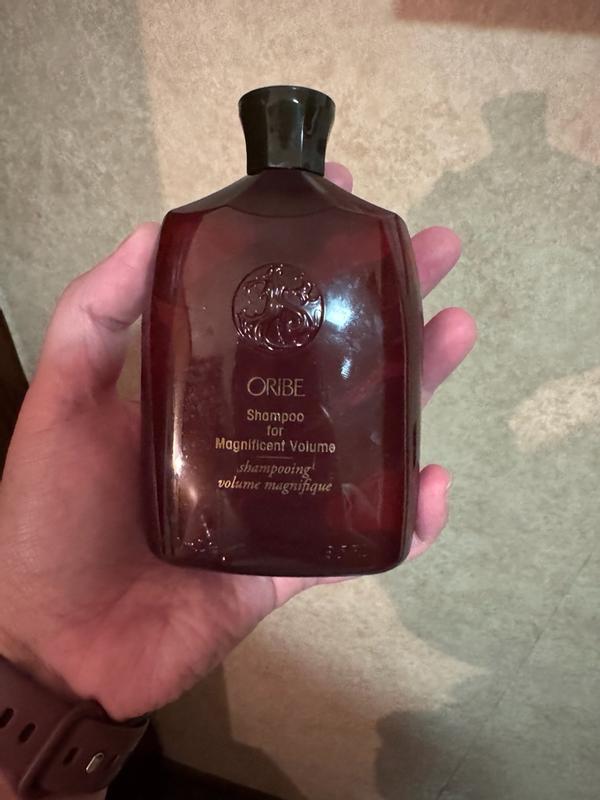 ORIBE
Shampoo
for
Magnificent Volume
shampooing
volume magnifique